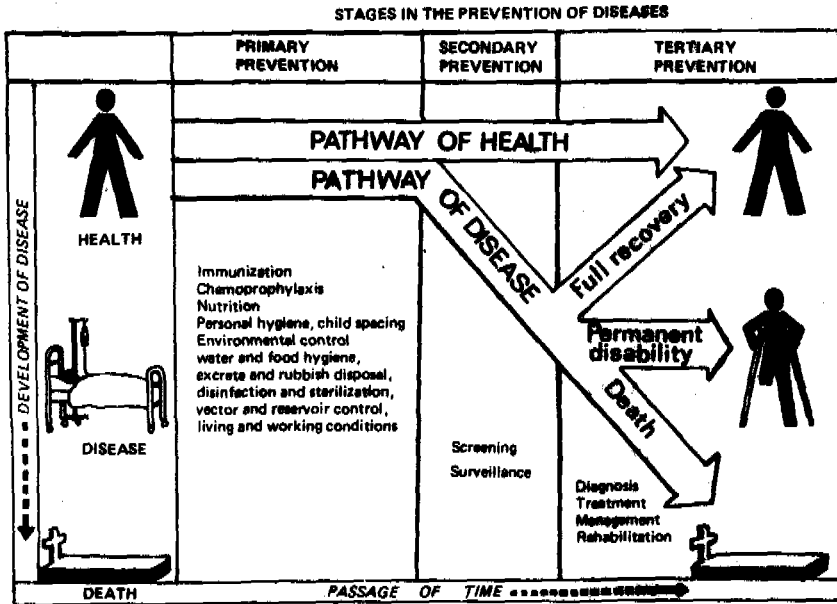 STAGES IN THE PREVENTION OF DISEASES
PRIMARY
PREVENTION
SECONDARY
PREVENTION
TERTIARY
PREVENTION
DEVELOPMENT OF DISEASE
HEALTH
DISEASE
DEATH
PATHWAY OF HEALTH
PATHWAY
OF DISEASE
Full recovery
Permanent
disability
Death
Immunization
Chemoprophylaxis
Nutrition
Personal hygiene, child spacing
Environmental control
water and food hygiene,
excreta and rubbish disposal,
disinfection and sterilization,
vector and reservoir control,
living and working conditions
Screening
Surveillance
Diagnosis
Treatment
Management
Rehabilitation
PASSAGE OF TIME